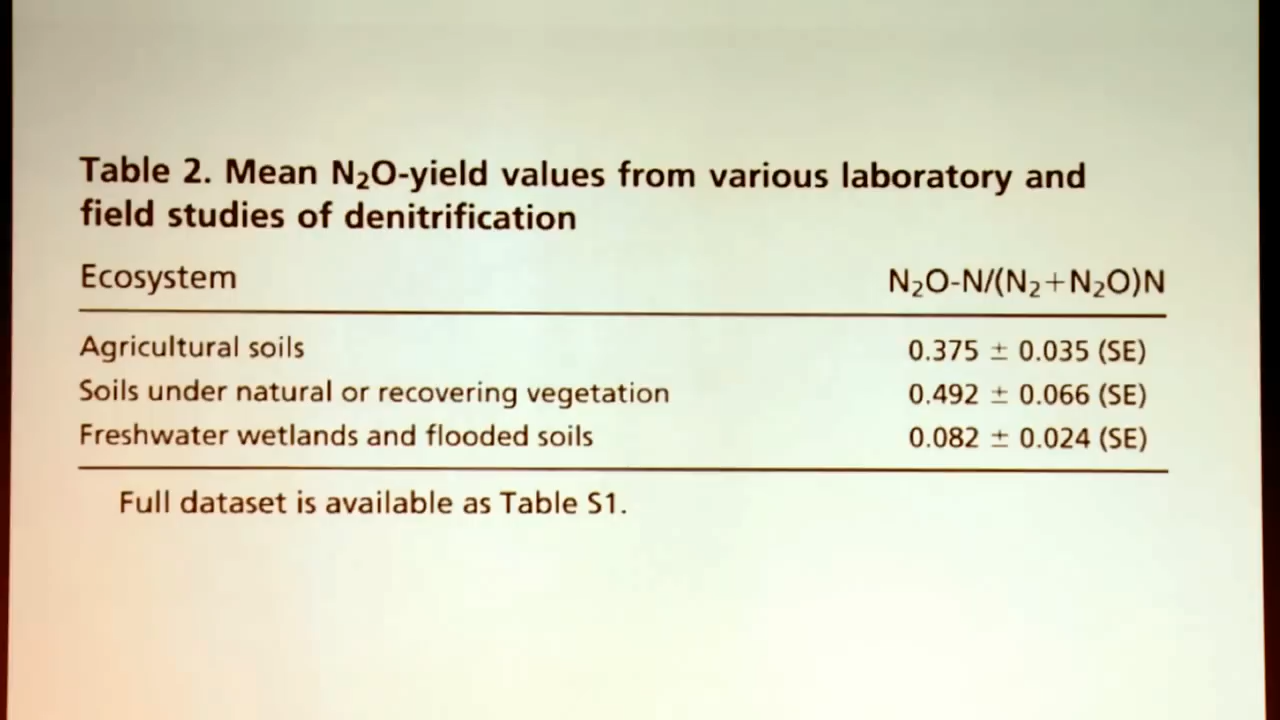 Table 2. Mean N₂O-yield values from various laboratory and
field studies of denitrification
Ecosystem N₂O-N/(N₂+N₂O)N
Agricultural soils 0.375 ± 0.035 (SE)
Soils under natural or recovering vegetation 0.492 ± 0.066 (SE)
Freshwater wetlands and flooded soils 0.082 ± 0.024 (SE)
Full dataset is available as Table S1.